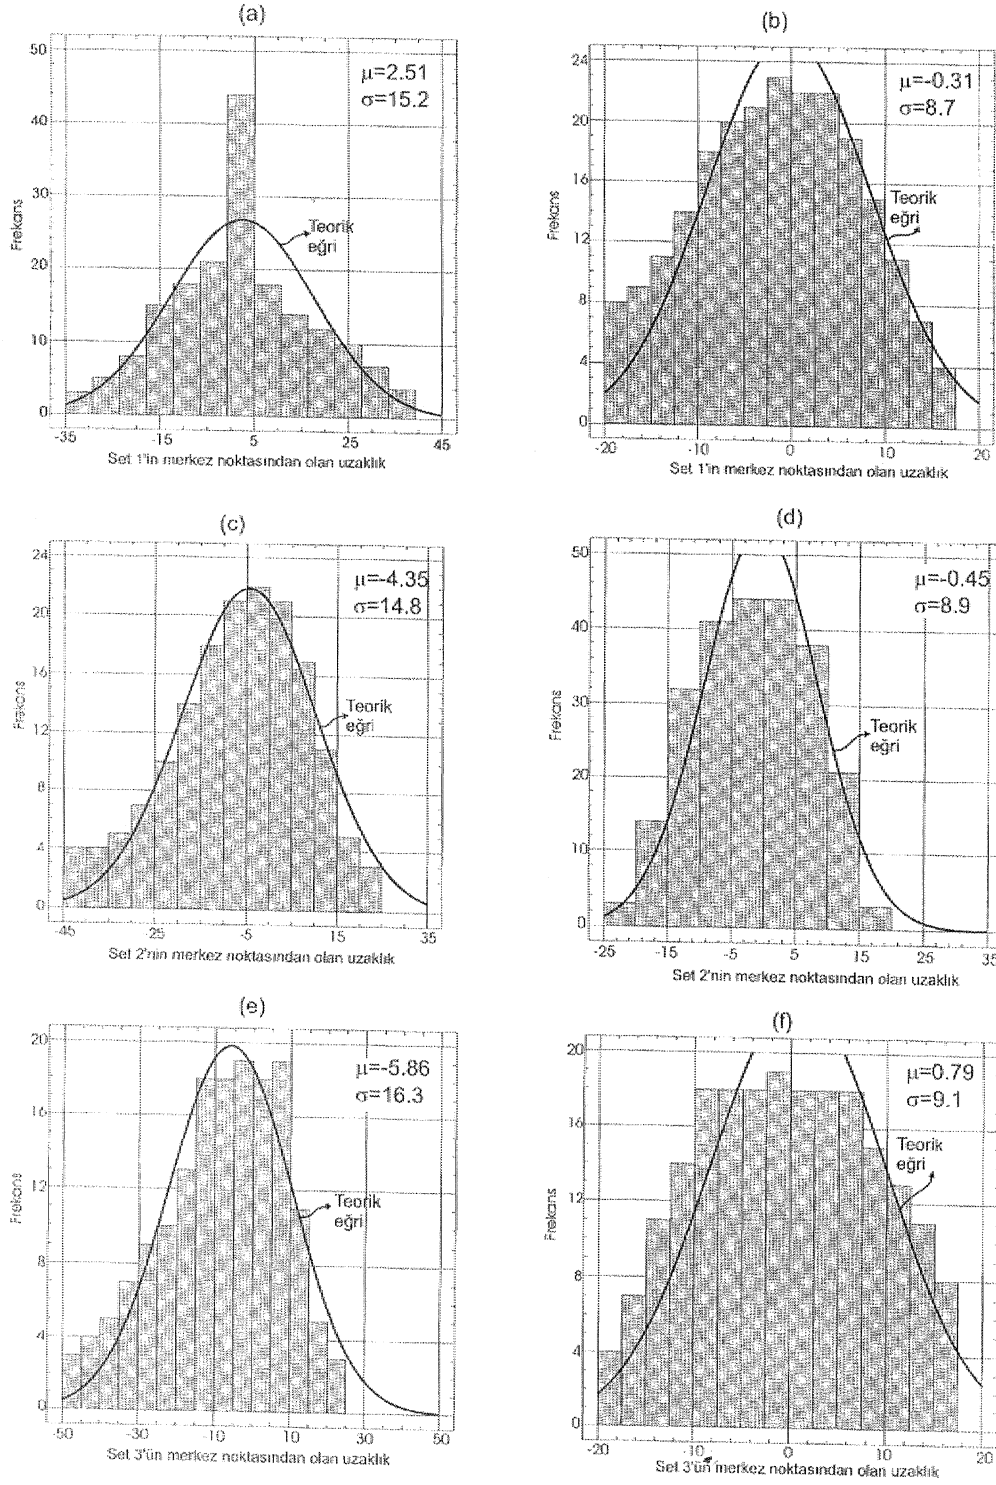 (a)
50
40
30
20
10
0
Frekans
μ=2.51
σ=15.2
Teorik
eğri
-35 -15 5 25 45
Set 1'in merkez noktasından olan uzaklık
(b)
24
20
16
12
8
4
0
Frekans
μ=-0.31
σ=8.7
Teorik
eğri
-20 -10 0 10 20
Set 1'in merkez noktasından olan uzaklık
(c)
24
20
16
12
8
4
0
Frekans
μ=-4.35
σ=14.8
Teorik
eğri
-45 -25 -5 15 35
Set 2'nin merkez noktasından olan uzaklık
(d)
50
40
30
20
10
0
Frekans
μ=-0.45
σ=8.9
Teorik
eğri
-25 -15 -5 5 15 25 35
Set 2'nin merkez noktasından olan uzaklık
(e)
20
16
12
8
4
0
Frekans
μ=-5.86
σ=16.3
Teorik
eğri
-50 -30 -10 10 30 50
Set 3'ün merkez noktasından olan uzaklık
(f)
20
16
12
8
4
0
Frekans
μ=0.79
σ=9.1
Teorik
eğri
-20 -10 0 10 20
Set 3'ün merkez noktasından olan uzaklık